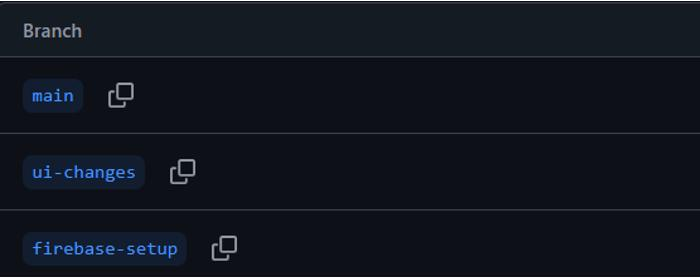 Branch
main
ui-changes
firebase-setup